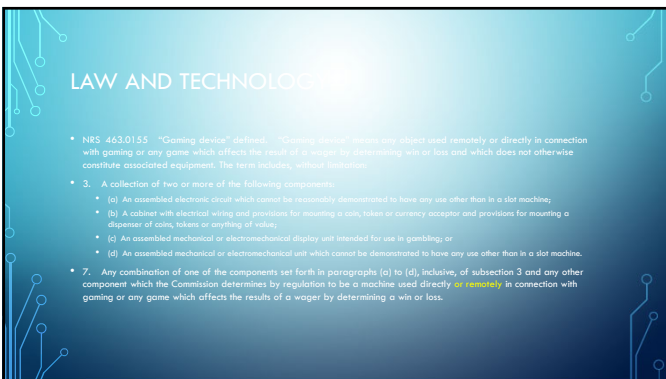 LAW AND TECHNOLOG
• NRS 463.0155 "Gaming device" defined. "Gaming device" means any object used remotely or directly in connection
with gaming or any game which affects the result of a wager by determining win or loss and which does not otherwise
constitute associated equipment. The term includes, without limitation:
• 3. A collection of two or more of the following components:
• (a) An assembled electronic circuit which cannot be reasonably demonstrated to have any use other than in a slot machine;
• (b) A cabinet with electrical wiring and provisions for mounting a coin, token or currency acceptor and provisions for mounting a
dispenser of coins, tokens or anything of value;
• (c) An assembled mechanical or electromechanical display unit intended for use in gambling; or
• (d) An assembled mechanical or electromechanical unit which cannot be demonstrated to have any use other than in a slot machine.
• 7. Any combination of one of the components set forth in paragraphs (a) to (d), inclusive, of subsection 3 and any other
component which the Commission determines by regulation to be a machine used directly or remotely in connection with
gaming or any game which affects the results of a wager by determining a win or loss.